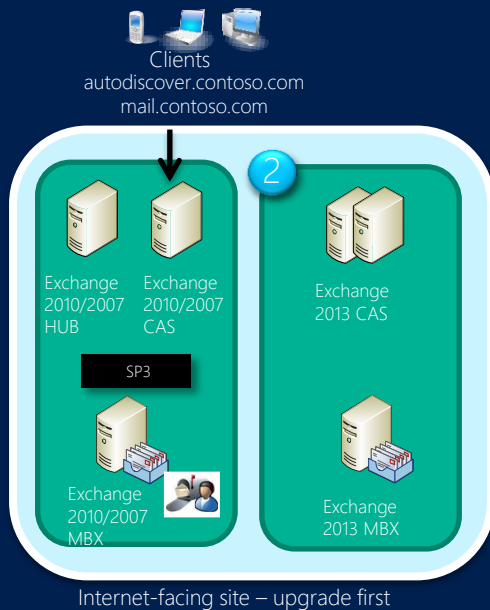 Clients
autodiscover.contoso.com
mail.contoso.com
2
Exchange
2010/2007
HUB
Exchange
2010/2007
CAS
SP3
Exchange
2010/2007
MBX
Exchange
2013 CAS
Exchange
2013 MBX
Internet-facing site – upgrade first